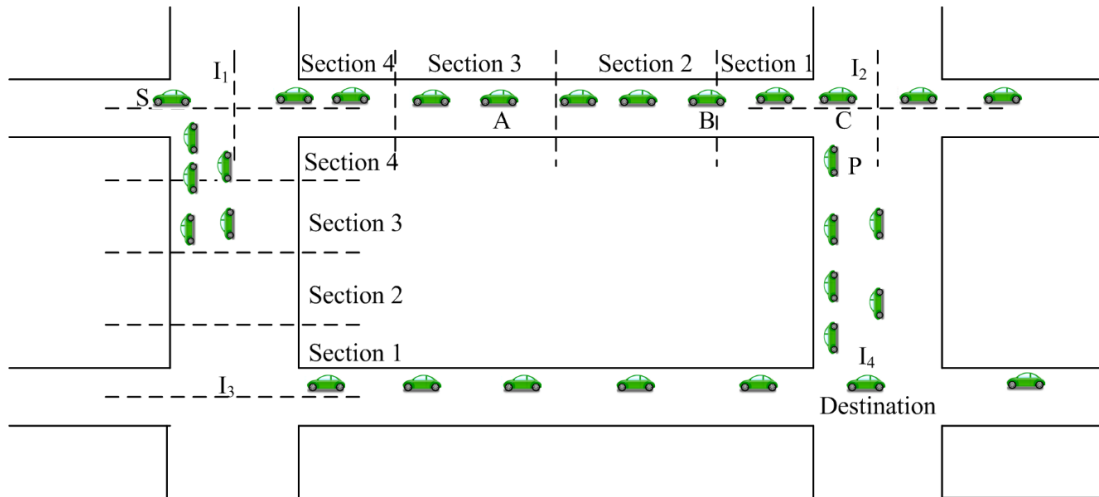 Section 4 Section 3 Section 2 Section 1
I1 I2
S
A B C
Section 4 P
Section 3
Section 2
Section 1 I4
I3
Destination